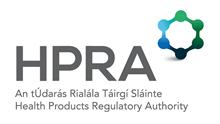 HPRA
An tÚdarás Rialála Táirgí Sláinte
Health Products Regulatory Authority